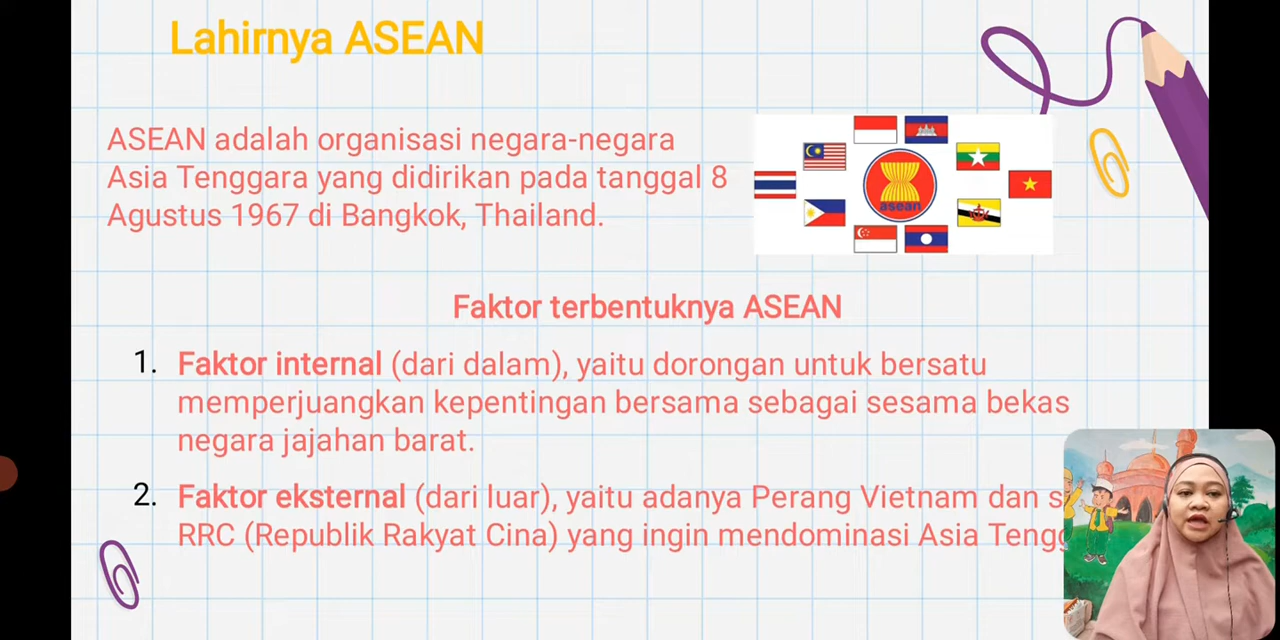 Lahirnya ASEAN
ASEAN adalah organisasi negara-negara
Asia Tenggara yang didirikan pada tanggal 8
Agustus 1967 di Bangkok, Thailand.
asean
Faktor terbentuknya ASEAN
1. Faktor internal (dari dalam), yaitu dorongan untuk bersatu
memperjuangkan kepentingan bersama sebagai sesama bekas
negara jajahan barat.
2. Faktor eksternal (dari luar), yaitu adanya Perang Vietnam dan
RRC (Republik Rakyat Cina) yang ingin mendominasi Asia